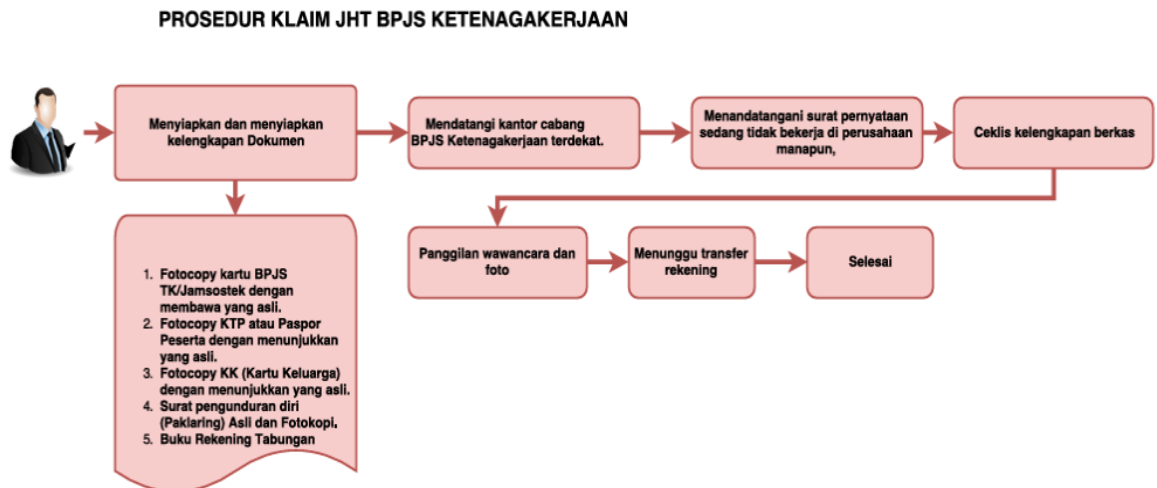 PROSEDUR KLAIM JHT BPJS KETENAGAKERJAAN
Menyiapkan dan menyiapkan
kelengkapan Dokumen
Mendatangi kantor cabang
BPJS Ketenagakerjaan terdekat.
Menandatangani surat pernyataan
sedang tidak bekerja di perusahaan
manapun,
Ceklis kelengkapan berkas
Panggilan wawancara dan
foto
Menunggu transfer
rekening
Selesai
1. Fotocopy kartu BPJS
TK/Jamsostek dengan
membawa yang asli.
2. Fotocopy KTP atau Paspor
Peserta dengan menunjukkan
yang asli.
3. Fotocopy KK (Kartu Keluarga)
dengan menunjukkan yang asli.
4. Surat pengunduran diri
(Paklaring) Asli dan Fotokopi.
5. Buku Rekening Tabungan